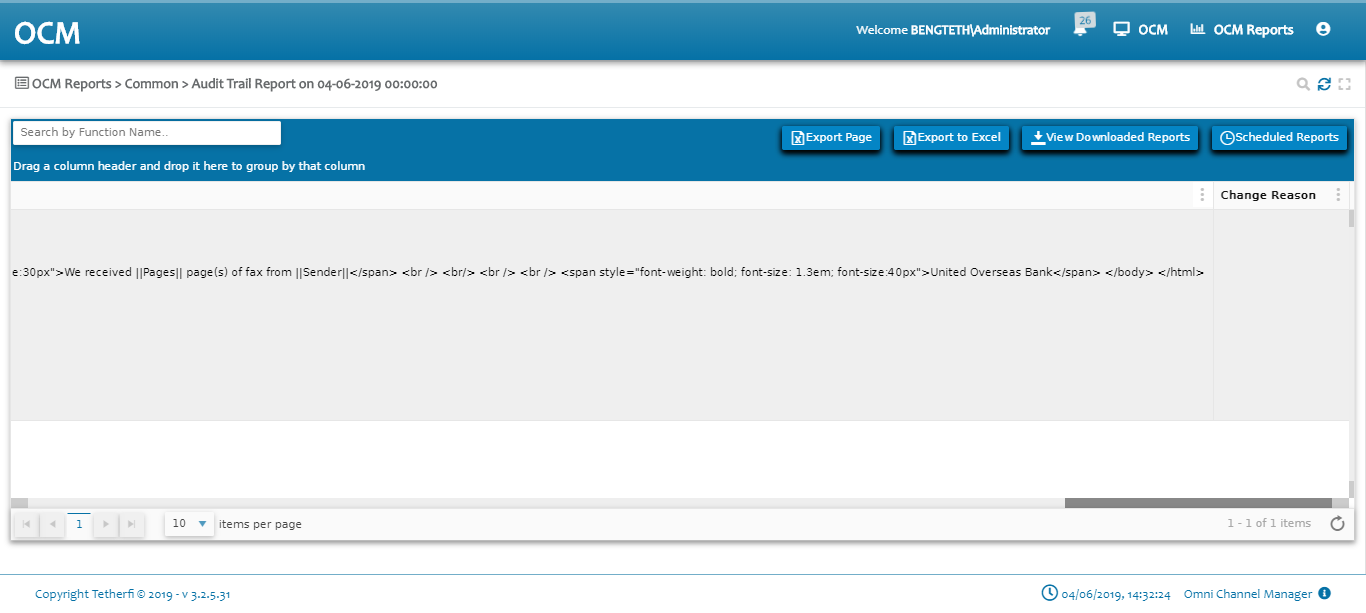 OCM
Welcome BENGTETH\Administrator
26
OCM
OCM Reports
OCM Reports > Common > Audit Trail Report on 04-06-2019 00:00:00
Search by Function Name..
Export Page
Export to Excel
View Downloaded Reports
Scheduled Reports
Drag a column header and drop it here to group by that column
Change Reason
e:30px">We received ||Pages|| page(s) of fax from ||Sender||</span> <br /> <br/> <br /> <br /> <span style="font-weight: bold; font-size: 1.3em; font-size:40px">United Overseas Bank</span> </body> </html>
1
10
items per page
1 - 1 of 1 items
Copyright Tetherfi © 2019 - v 3.2.5.31
04/06/2019, 14:32:24
Omni Channel Manager